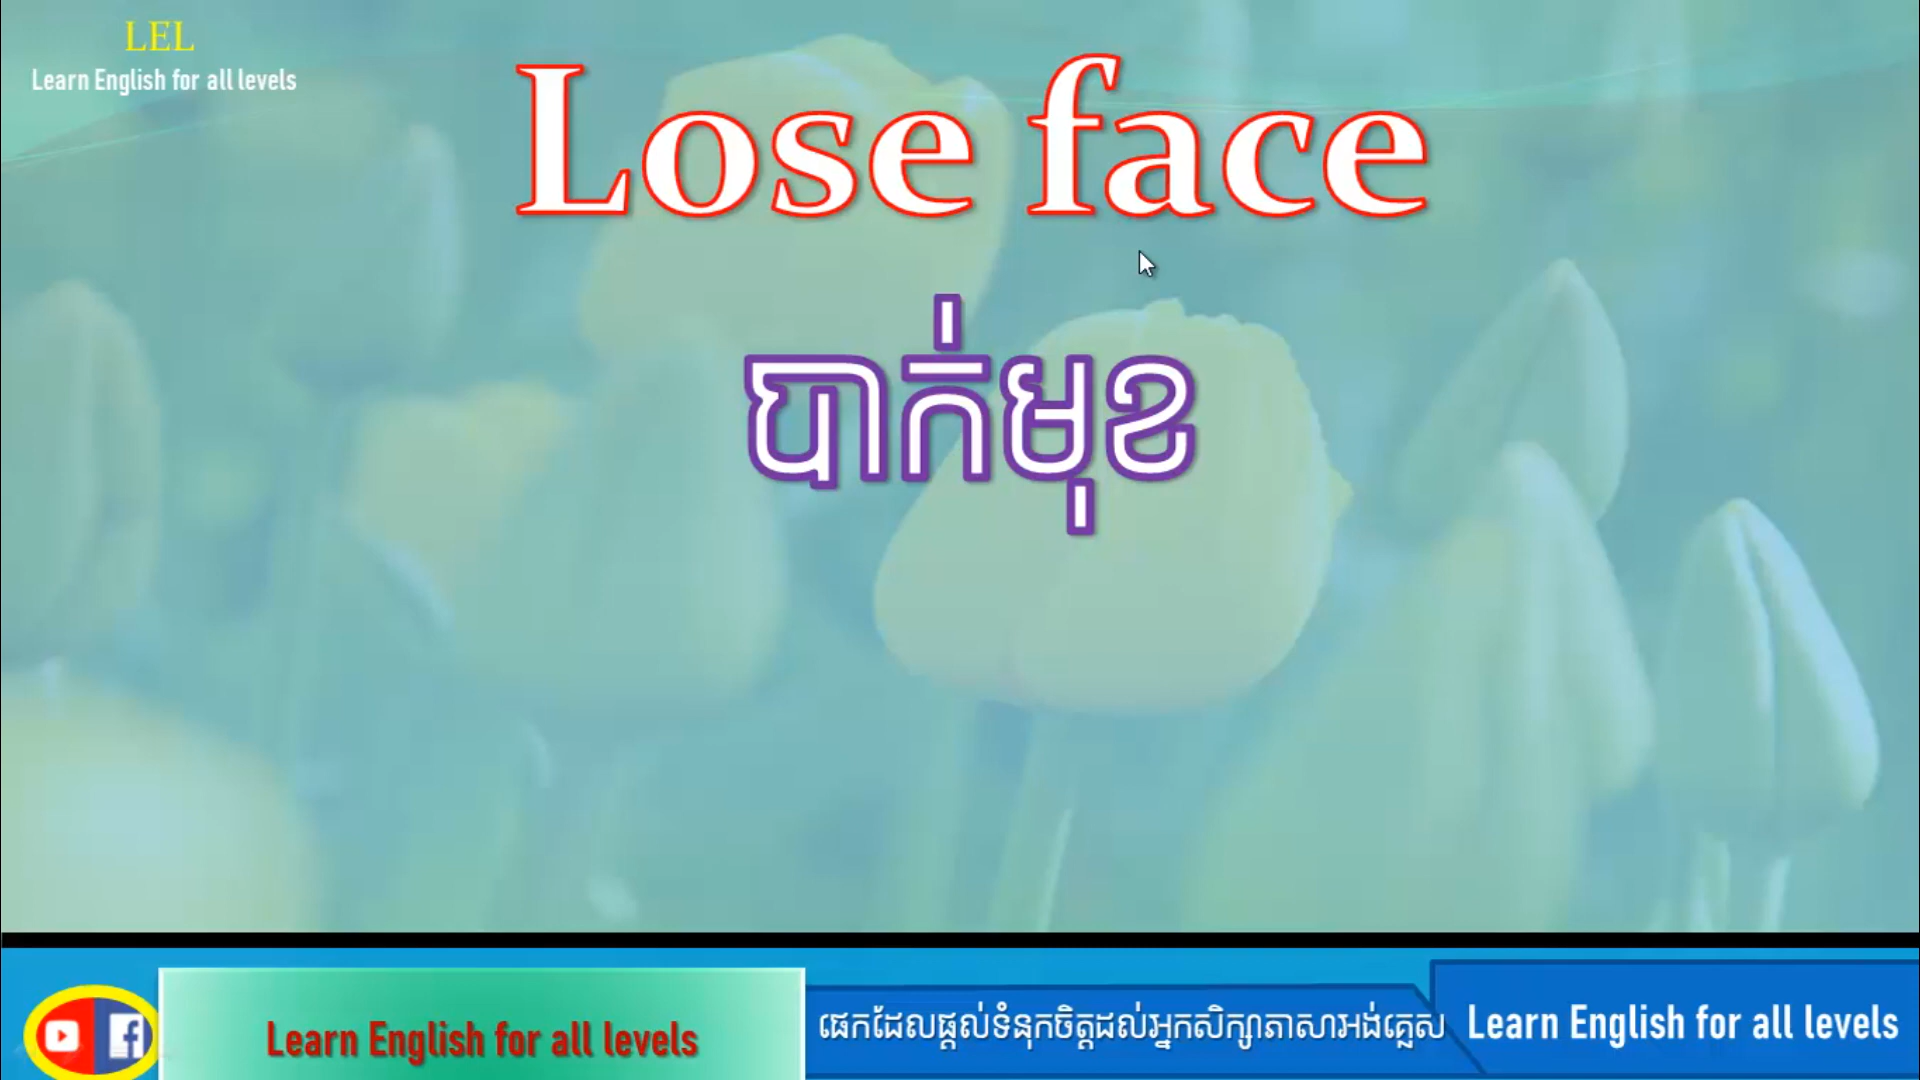 LEL
Learn English for all levels
Lose face
បាក់មុខ
Learn English for all levels
ផេកដែលផ្តល់ទំនុកចិត្តដល់អ្នកសិក្សាភាសាអង់គ្លេស
Learn English for all levels